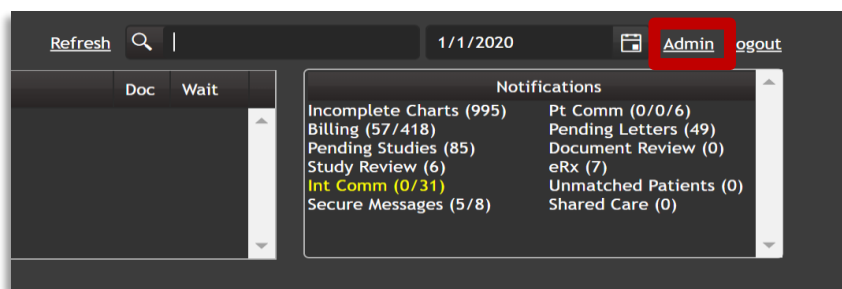 Refresh 1/1/2020 Admin ogout
Doc Wait
Notifications
Incomplete Charts (995) Pt Comm (0/0/6)
Billing (57/418) Pending Letters (49)
Pending Studies (85) Document Review (0)
Study Review (6) eRx (7)
Int Comm (0/31) Unmatched Patients (0)
Secure Messages (5/8) Shared Care (0)